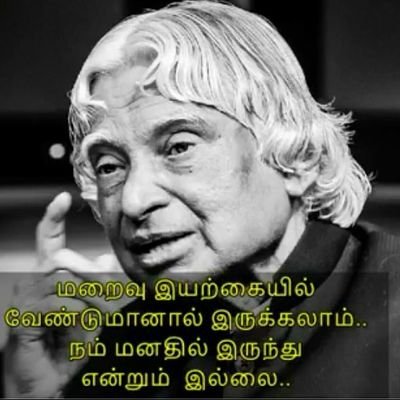 மறைவு இயற்கையில்
வேண்டுமானால் இருக்கலாம்..
நம் மனதில் இருந்து
என்றும் இல்லை..